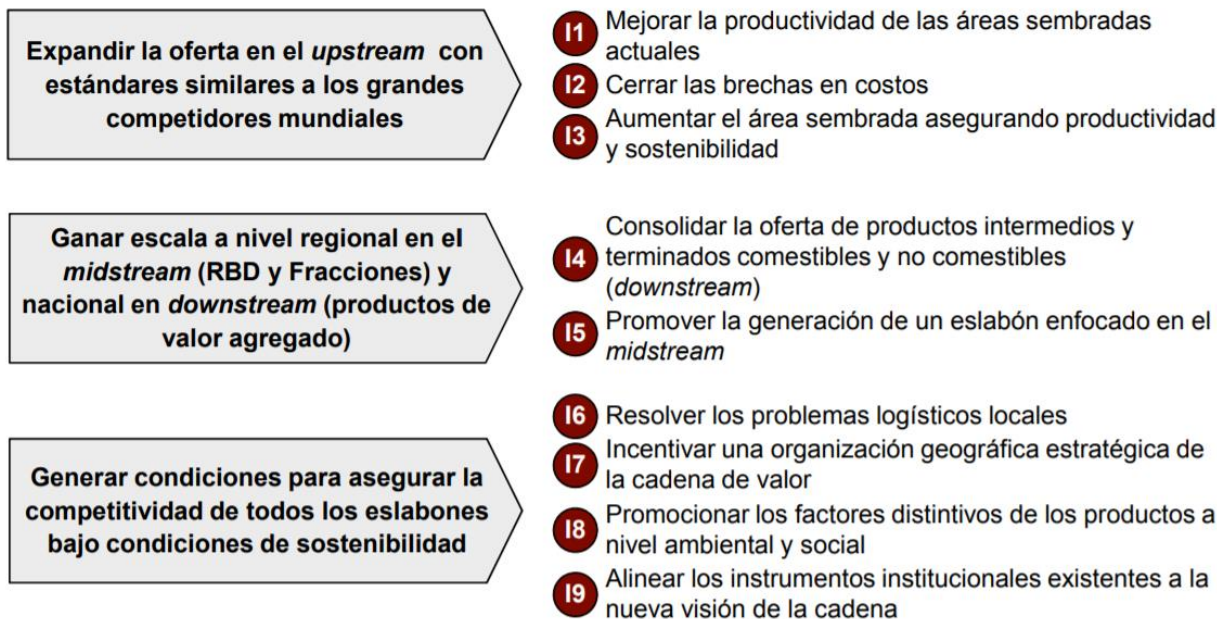 Expandir la oferta en el upstream con
estándares similares a los grandes
competidores mundiales
I1 Mejorar la productividad de las áreas sembradas
actuales
I2 Cerrar las brechas en costos
I3 Aumentar el área sembrada asegurando productividad
y sostenibilidad
Ganar escala a nivel regional en el
midstream (RBD y Fracciones) y
nacional en downstream (productos de
valor agregado)
I4 Consolidar la oferta de productos intermedios y
terminados comestibles y no comestibles
(downstream)
I5 Promover la generación de un eslabón enfocado en el
midstream
Generar condiciones para asegurar la
competitividad de todos los eslabones
bajo condiciones de sostenibilidad
I6 Resolver los problemas logísticos locales
I7 Incentivar una organización geográfica estratégica de
la cadena de valor
I8 Promocionar los factores distintivos de los productos a
nivel ambiental y social
I9 Alinear los instrumentos institucionales existentes a la
nueva visión de la cadena